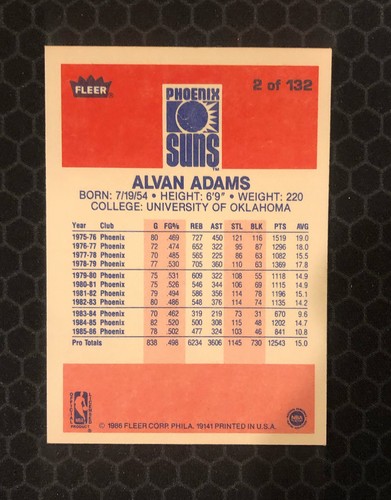 FLEER
2 of 132
PHOENIX
SUNS
ALVAN ADAMS
BORN: 7/19/54 • HEIGHT: 6'9" • WEIGHT: 220
COLLEGE: UNIVERSITY OF OKLAHOMA
Year Club G FG% REB AST STL BLK PTS AVG
1975-76 Phoenix 80 .469 727 450 121 116 1519 19.0
1976-77 Phoenix 72 .474 652 322 95 87 1296 18.0
1977-78 Phoenix 70 .485 565 225 86 63 1082 15.5
1978-79 Phoenix 77 .530 705 360 110 63 1369 17.8
1979-80 Phoenix 75 .531 609 322 108 55 1118 14.9
1980-81 Phoenix 75 .526 546 344 106 69 1115 14.9
1981-82 Phoenix 79 .494 586 356 114 78 1196 15.1
1982-83 Phoenix 80 .486 548 376 114 74 1135 14.2
1983-84 Phoenix 70 .462 319 219 73 31 670 9.6
1984-85 Phoenix 82 .520 500 308 115 48 1202 14.7
1985-86 Phoenix 78 .502 477 324 103 46 841 10.8
Pro Totals 838 .498 6234 3606 1145 730 12543 15.0
© 1986 FLEER CORP. PHILA. 19141 PRINTED IN U.S.A.